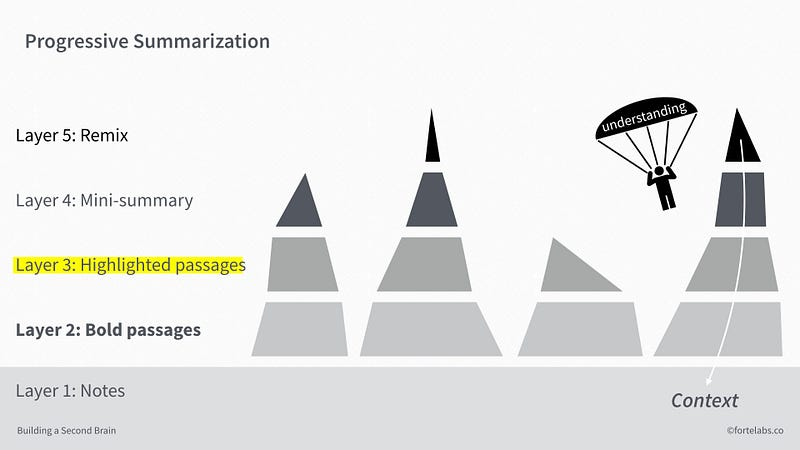 Progressive Summarization
Layer 5: Remix
understanding
Layer 4: Mini-summary
Layer 3: Highlighted passages
Layer 2: Bold passages
Layer 1: Notes
Context
Building a Second Brain
©fortelabs.co